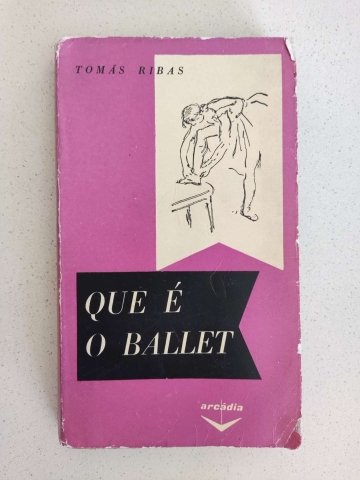 TOMÁS RIBAS
QUE É
O BALLET
arcádia